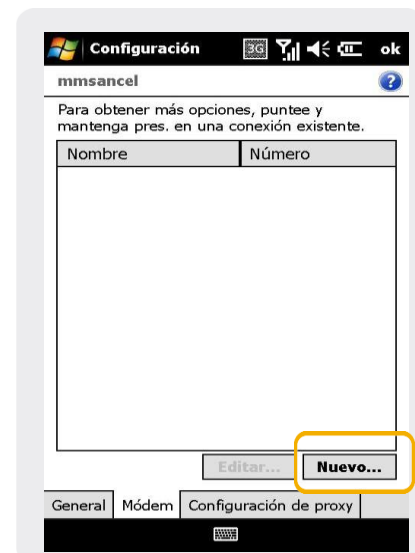 Configuración 3G ok
mmsancel
Para obtener más opciones, puntee y
mantenga pres. en una conexión existente.
Nombre Número
Editar... Nuevo...
General Módem Configuración de proxy